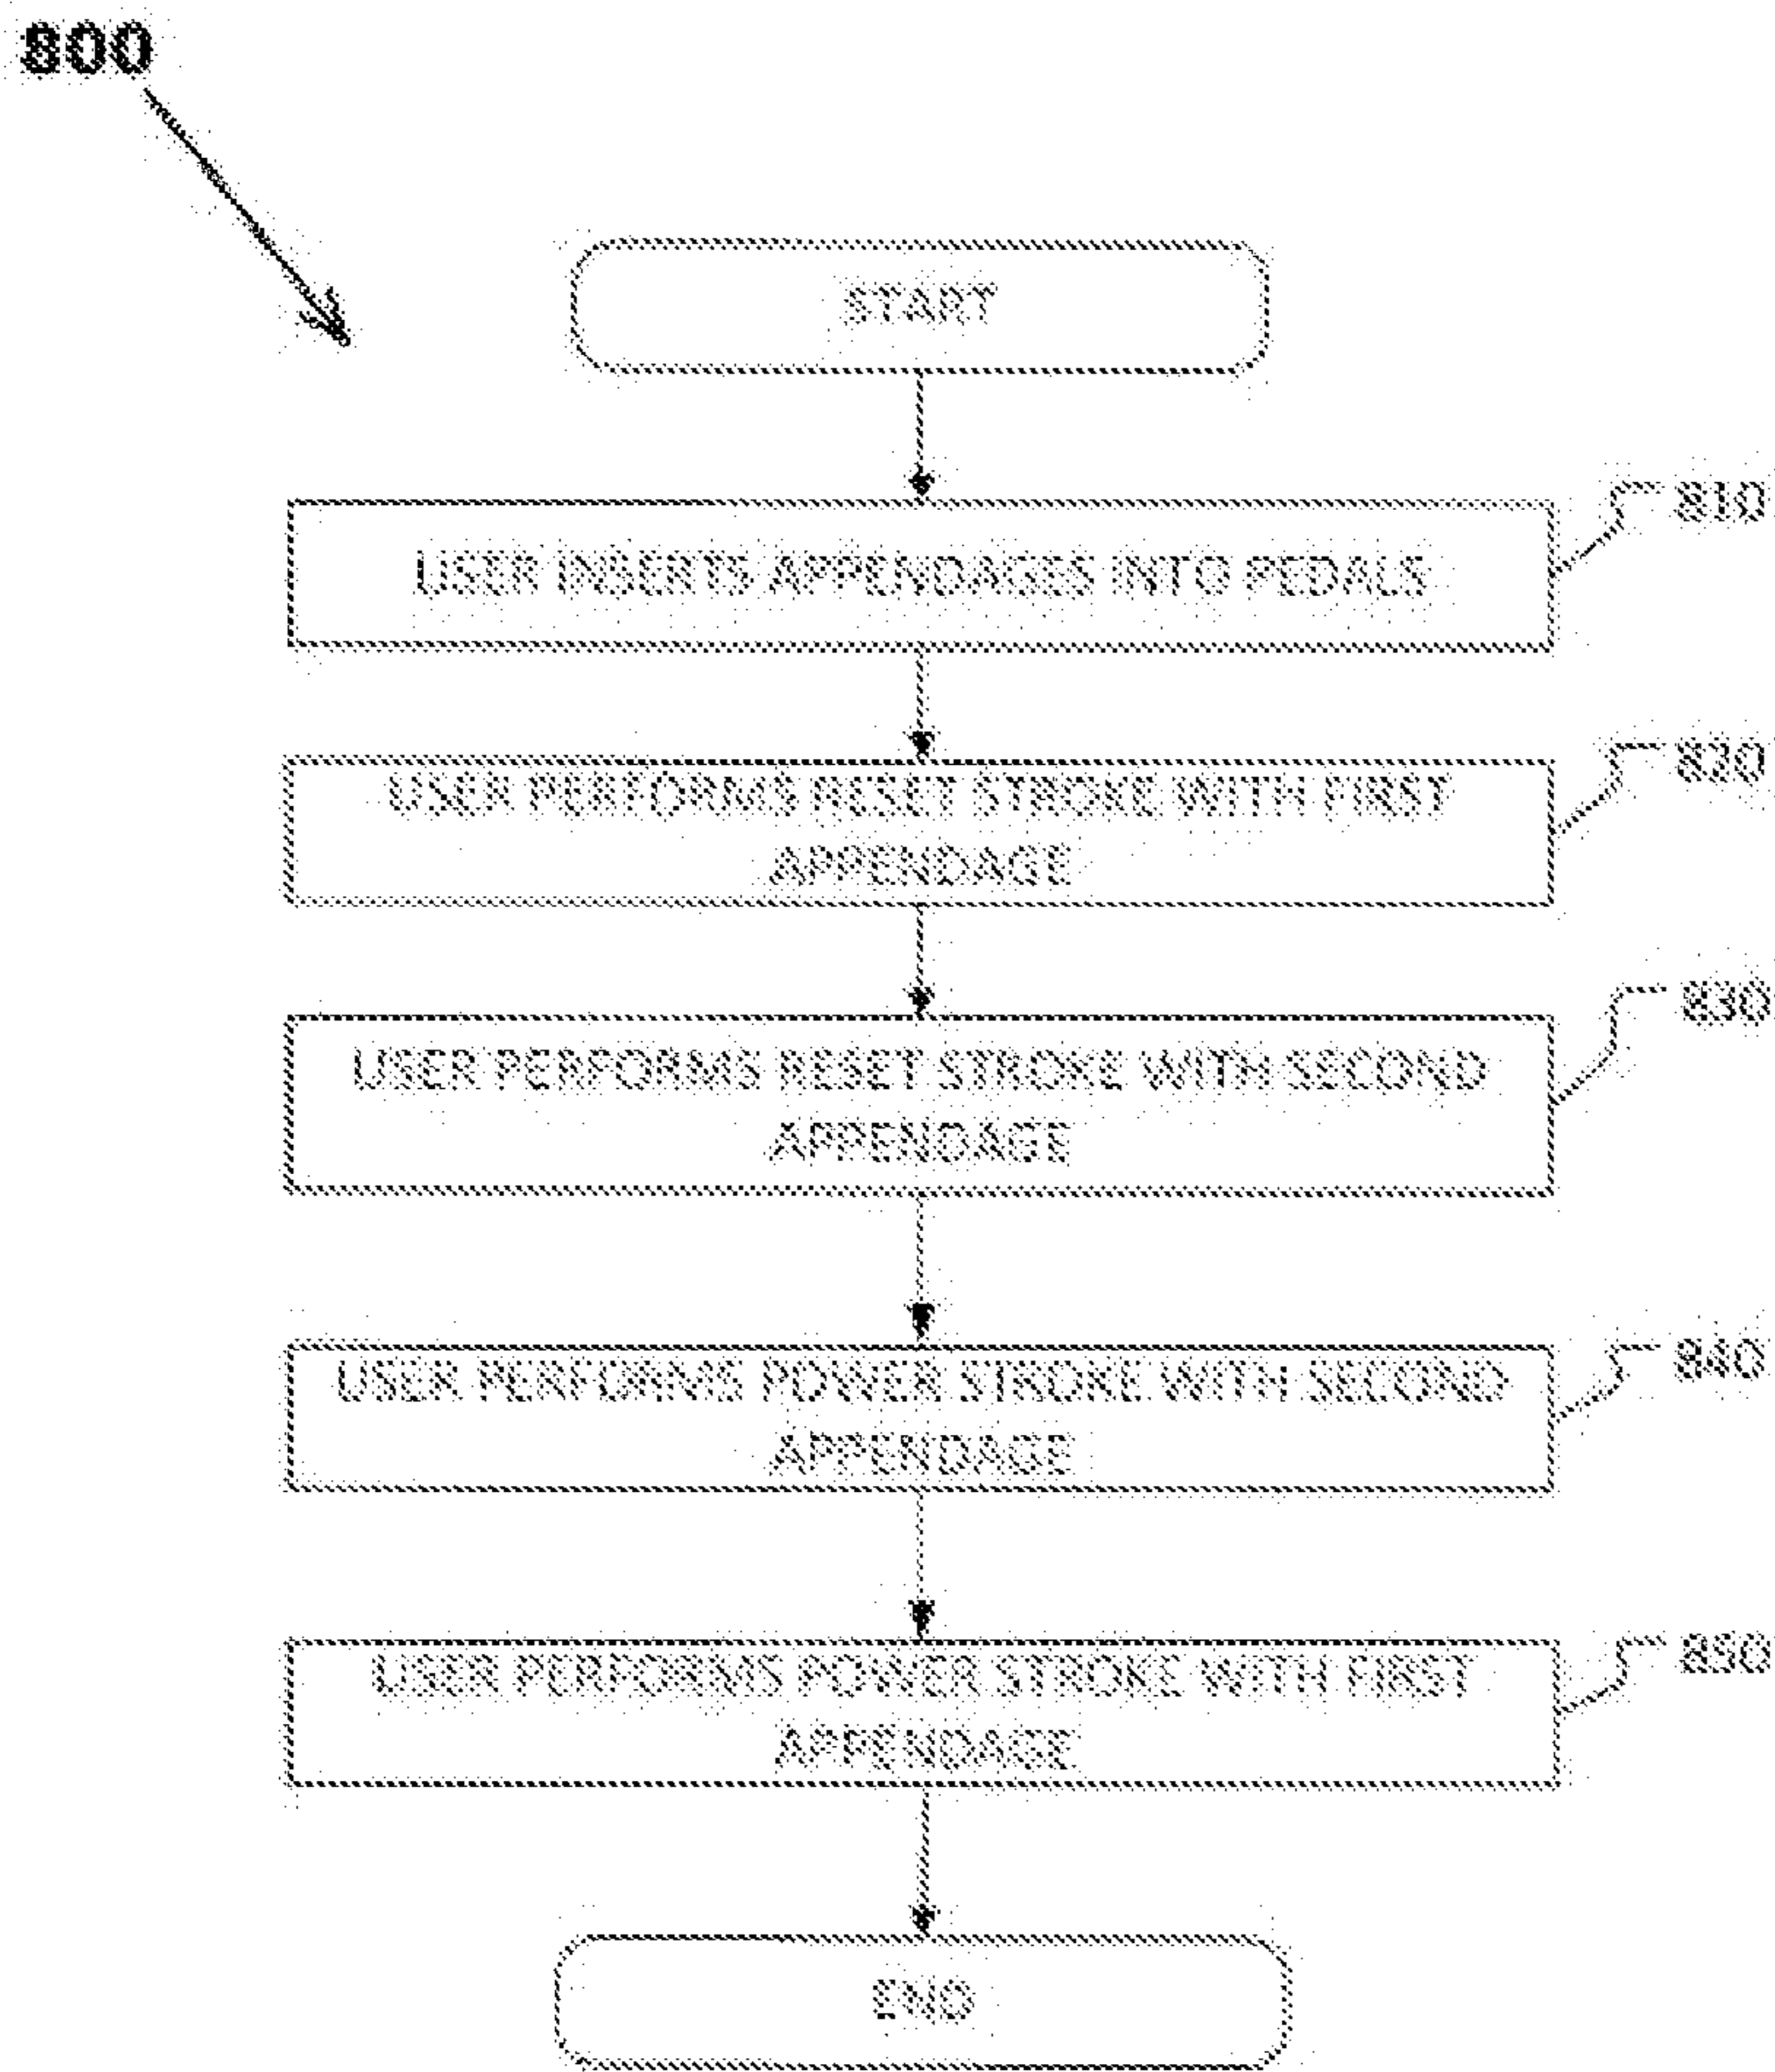 800
START
USER INSERTS APPENDAGES INTO PEDALS
810
USER PERFORMS RESET STROKE WITH FIRST
APPENDAGE
820
USER PERFORMS RESET STROKE WITH SECOND
APPENDAGE
830
USER PERFORMS POWER STROKE WITH SECOND
APPENDAGE
840
USER PERFORMS POWER STROKE WITH FIRST
APPENDAGE
850
END